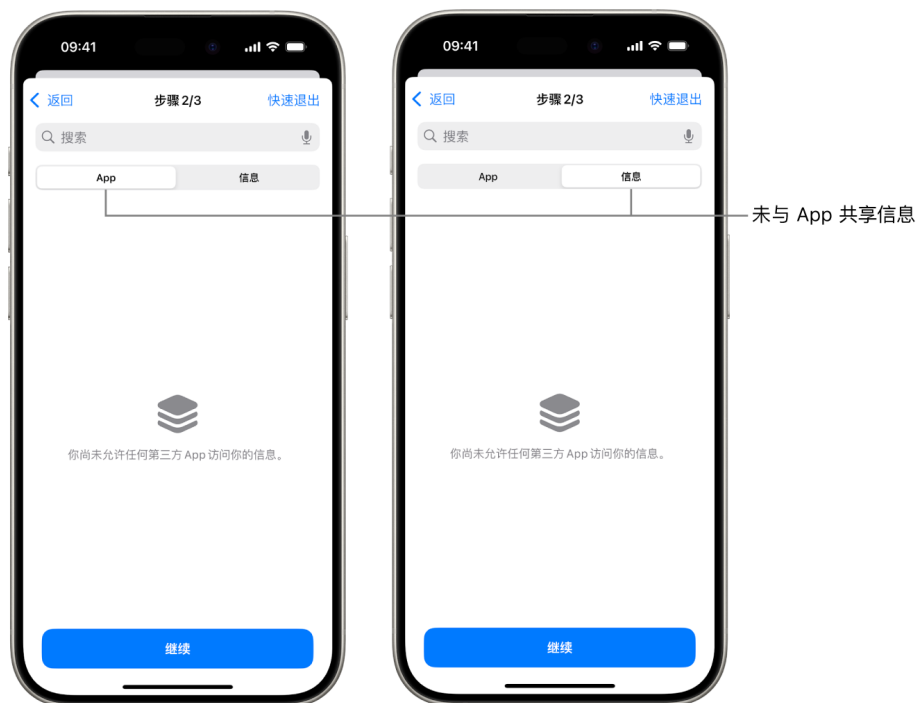 09:41
返回
步骤 2/3
快速退出
搜索
App
信息
你尚未允许任何第三方 App 访问你的信息。
继续
09:41
返回
步骤 2/3
快速退出
搜索
App
信息
你尚未允许任何第三方 App 访问你的信息。
继续
未与 App 共享信息